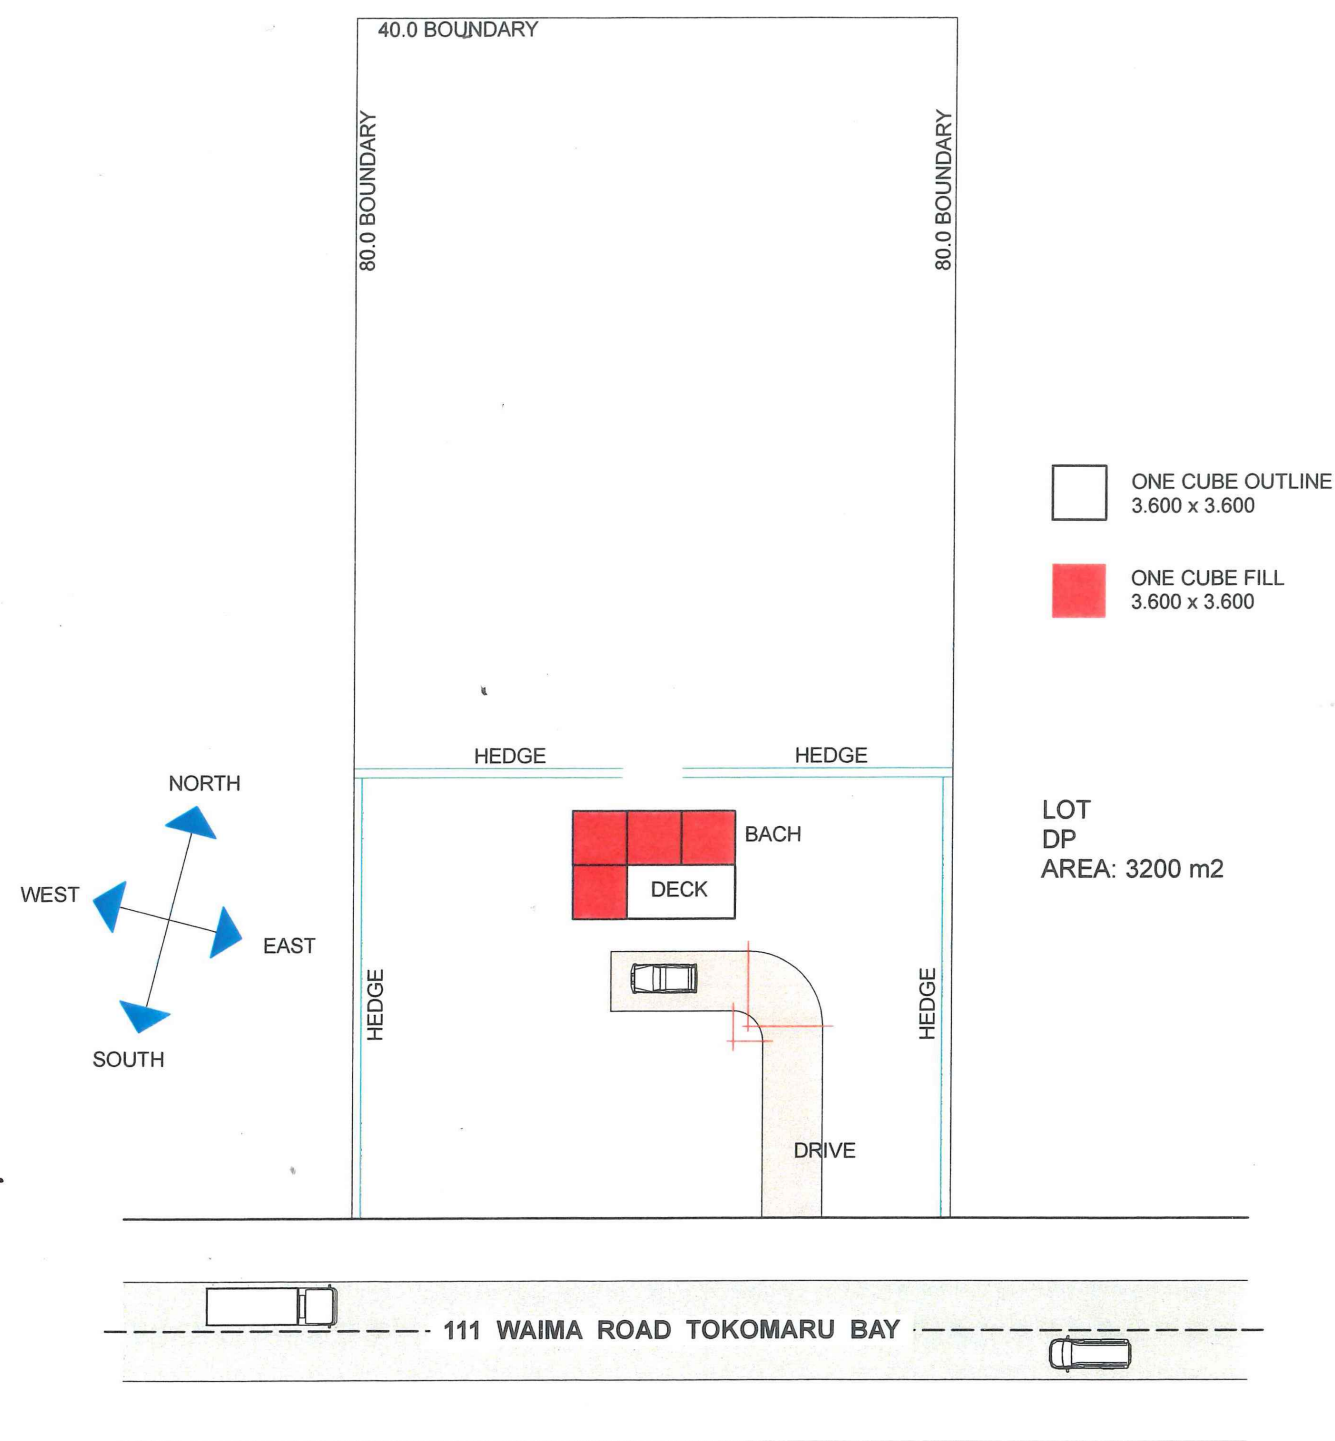 40.0 BOUNDARY
80.0 BOUNDARY
80.0 BOUNDARY
ONE CUBE OUTLINE
3.600 x 3.600
ONE CUBE FILL
3.600 x 3.600
HEDGE
HEDGE
NORTH
WEST
EAST
SOUTH
BACH
DECK
LOT
DP
AREA: 3200 m2
HEDGE
HEDGE
DRIVE
111 WAIMA ROAD TOKOMARU BAY